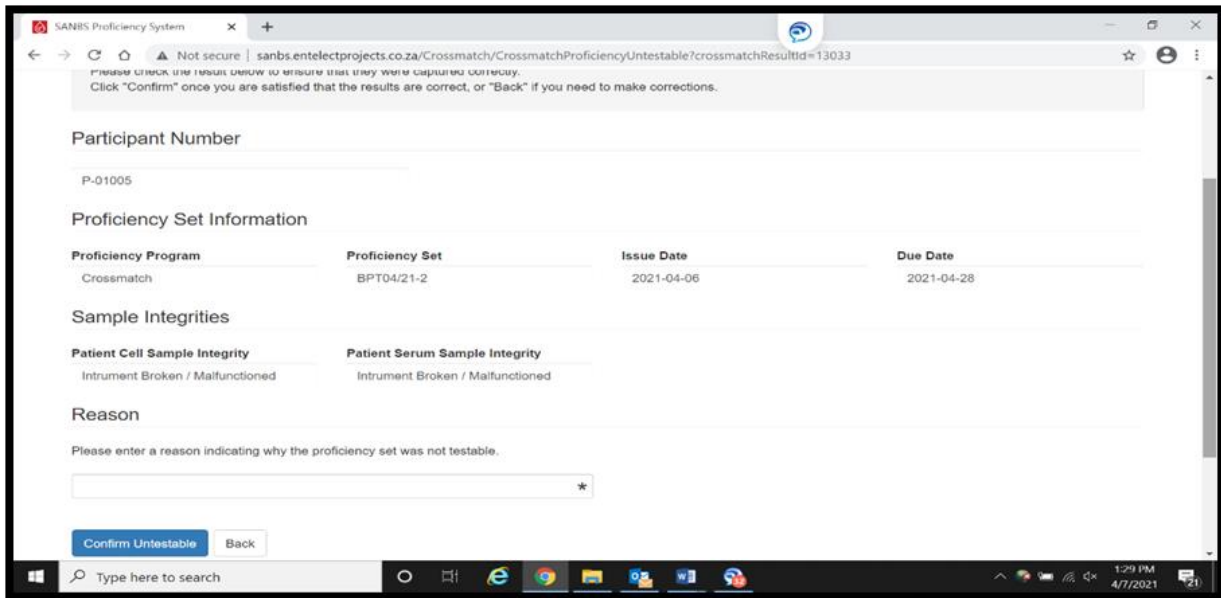 SANBS Proficiency System
Not secure | sanbs.entelectprojects.co.za/Crossmatch/CrossmatchProficiencyUntestable?crossmatchResultId=13033
Please check the result below to ensure that they were captured correctly.
Click "Confirm" once you are satisfied that the results are correct, or "Back" if you need to make corrections.
Participant Number
P-01005
Proficiency Set Information
Proficiency Program Proficiency Set Issue Date Due Date
Crossmatch BPT04/21-2 2021-04-06 2021-04-28
Sample Integrities
Patient Cell Sample Integrity Patient Serum Sample Integrity
Intrument Broken / Malfunctioned Intrument Broken / Malfunctioned
Reason
Please enter a reason indicating why the proficiency set was not testable.
*
Confirm Untestable Back
Type here to search
1:29 PM
4/7/2021